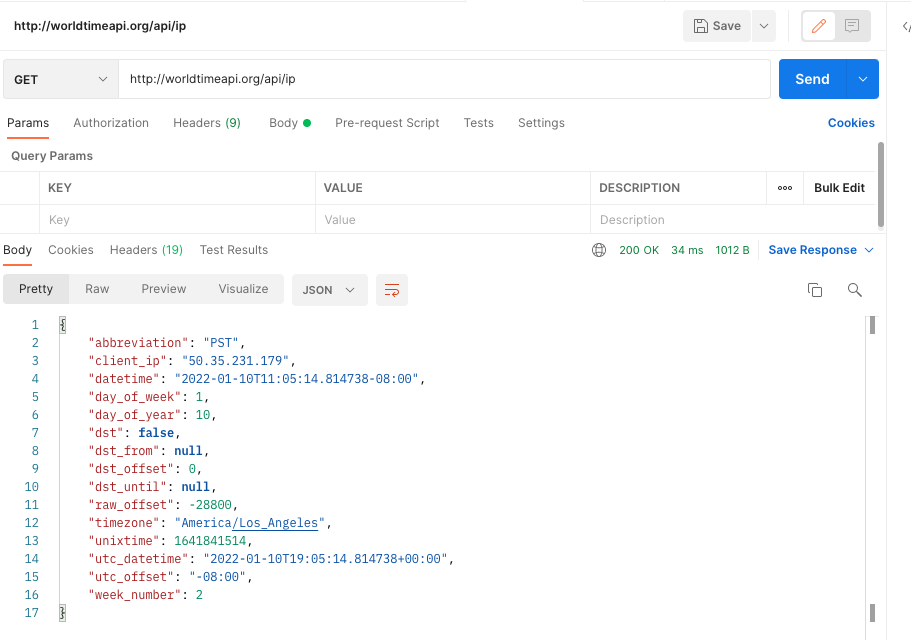 http://worldtimeapi.org/api/ip Save
GET http://worldtimeapi.org/api/ip Send
Params Authorization Headers (9) Body Pre-request Script Tests Settings Cookies
Query Params
KEY VALUE DESCRIPTION ooo Bulk Edit
Key Value Description
Body Cookies Headers (19) Test Results 200 OK 34 ms 1012 B Save Response
Pretty Raw Preview Visualize JSON
1 {
2 "abbreviation": "PST",
3 "client_ip": "50.35.231.179",
4 "datetime": "2022-01-10T11:05:14.814738-08:00",
5 "day_of_week": 1,
6 "day_of_year": 10,
7 "dst": false,
8 "dst_from": null,
9 "dst_offset": 0,
10 "dst_until": null,
11 "raw_offset": -28800,
12 "timezone": "America/Los_Angeles",
13 "unixtime": 1641841514,
14 "utc_datetime": "2022-01-10T19:05:14.814738+00:00",
15 "utc_offset": "-08:00",
16 "week_number": 2
17 }